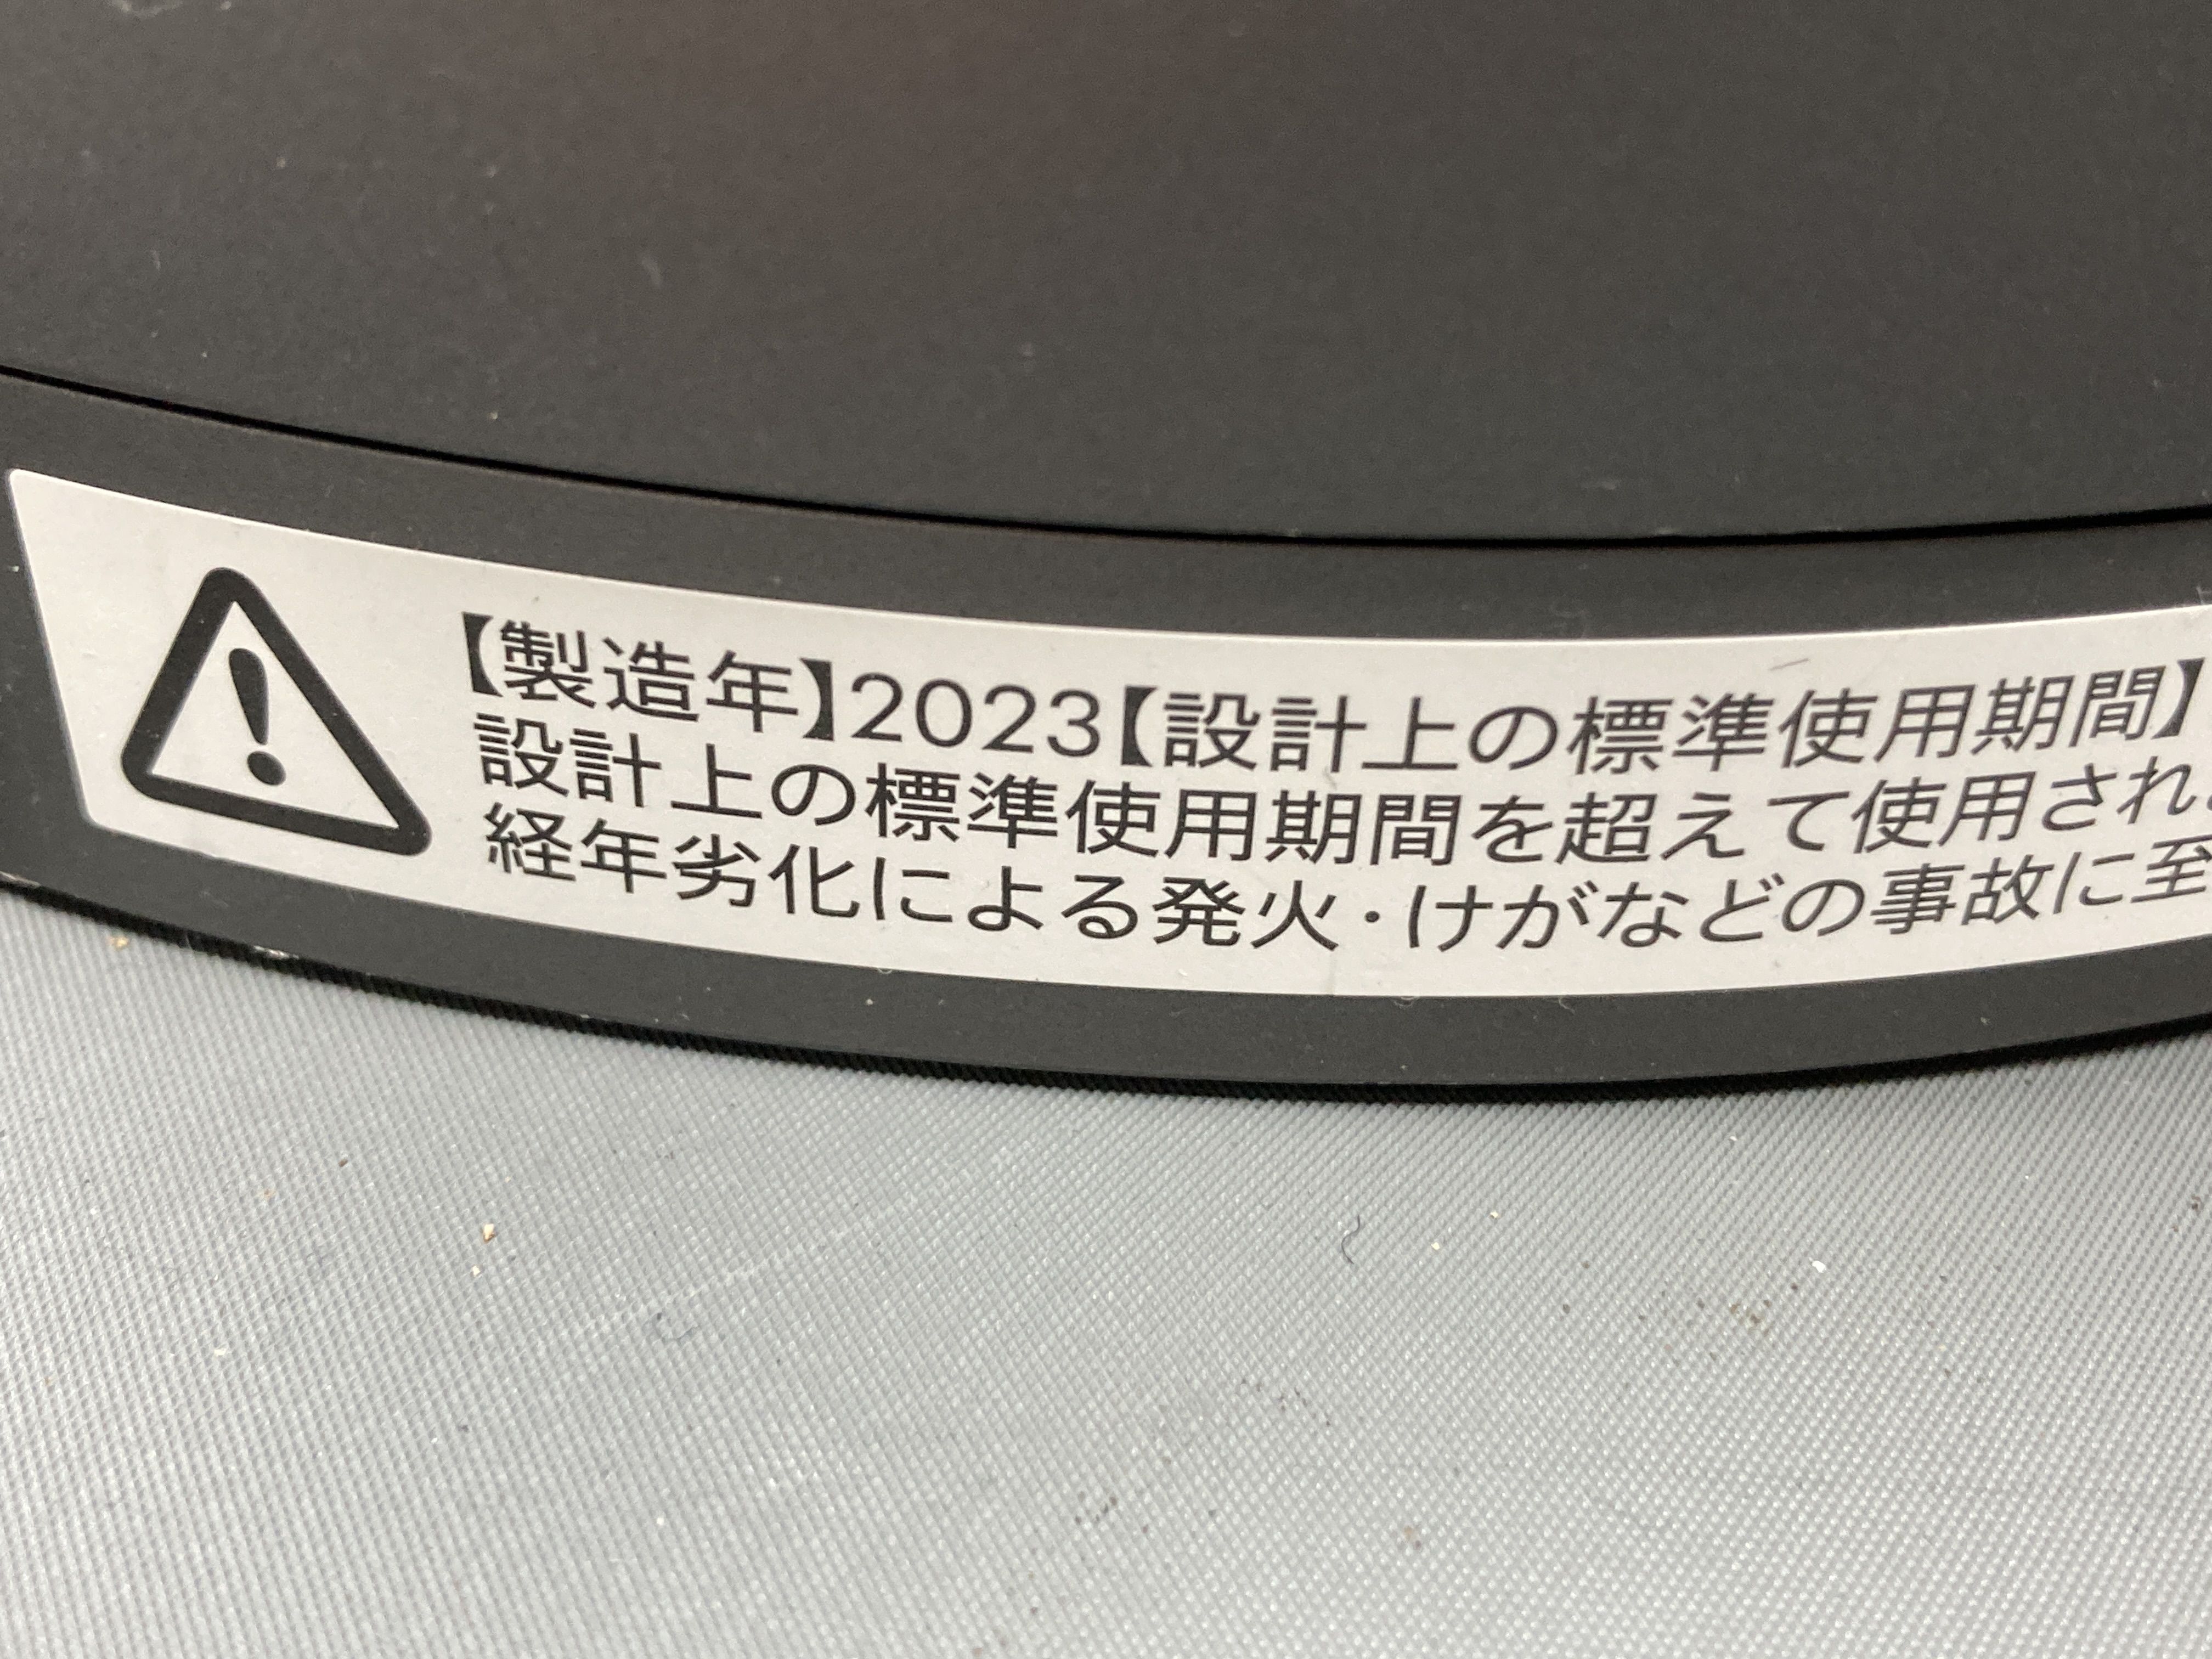 【製造年】2023【設計上の標準使用期間】
設計上の標準使用期間を超えて使用され
経年劣化による発火・けがなどの事故に至